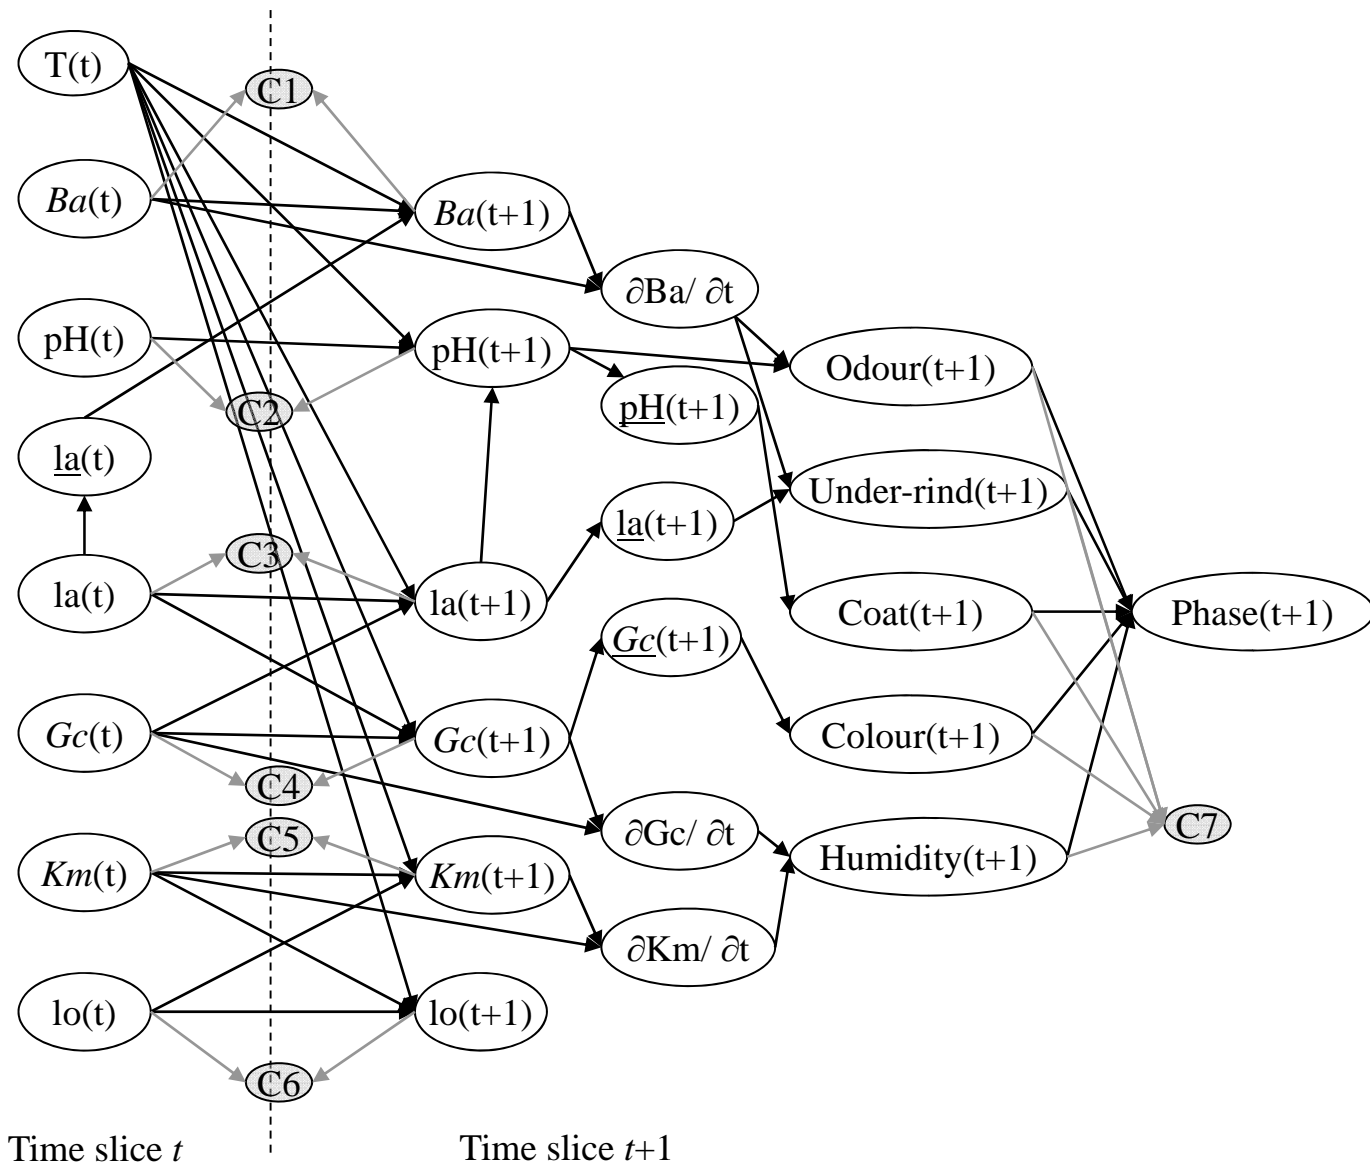 T(t)
C1
Ba(t)
Ba(t+1)
∂Ba/ ∂t
pH(t)
pH(t+1)
Odour(t+1)
C2
pH(t+1)
la(t)
Under-rind(t+1)
la(t+1)
C3
la(t)
la(t+1)
Coat(t+1)
Phase(t+1)
Gc(t+1)
Gc(t)
Gc(t+1)
Colour(t+1)
C4
C5
∂Gc/ ∂t
C7
Km(t)
Km(t+1)
Humidity(t+1)
∂Km/ ∂t
lo(t)
lo(t+1)
C6
Time slice t
Time slice t+1